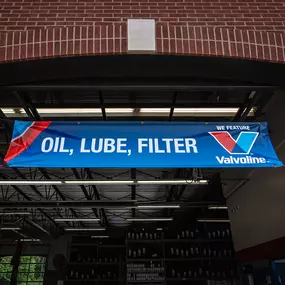 OIL, LUBE, FILTER
WE FEATURE
Valvoline